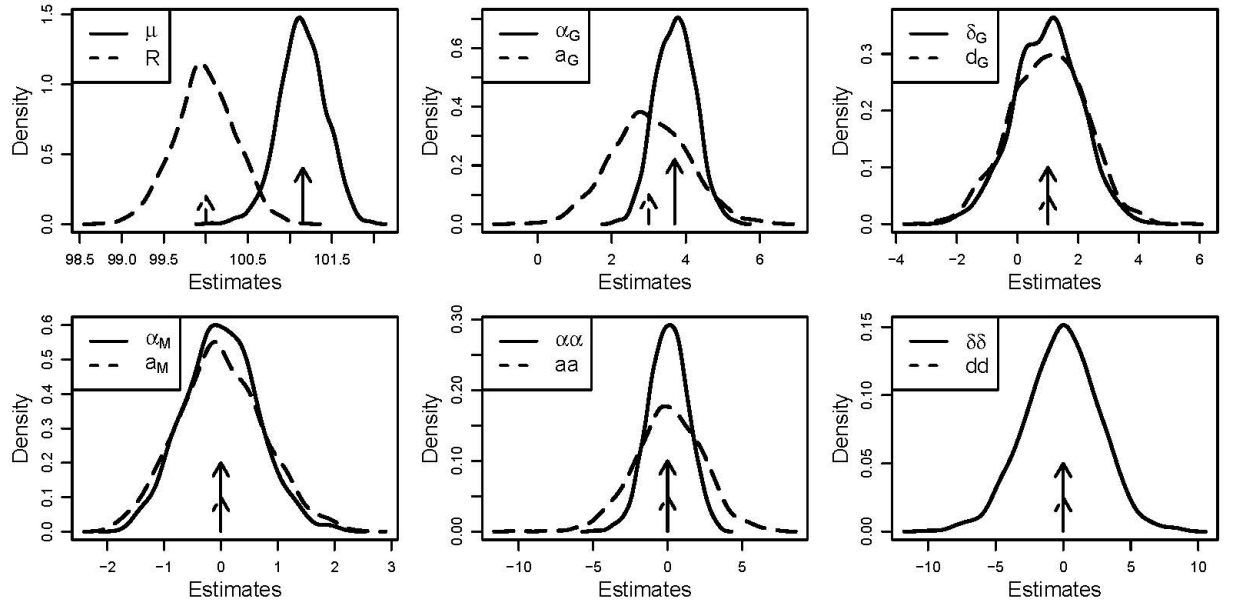 μ
R
Density
0.0 0.5 1.0 1.5
98.5 99.0 99.5 100.5 101.5
Estimates
α_G
a_G
Density
0.0 0.2 0.4 0.6
0 2 4 6
Estimates
δ_G
d_G
Density
0.0 0.1 0.2 0.3
−4 −2 0 2 4 6
Estimates
α_M
a_M
Density
0.0 0.1 0.2 0.3 0.4 0.5 0.6
−2 −1 0 1 2 3
Estimates
αα
aa
Density
0.00 0.10 0.20 0.30
−10 −5 0 5
Estimates
δδ
dd
Density
0.00 0.05 0.10 0.15
−10 −5 0 5 10
Estimates